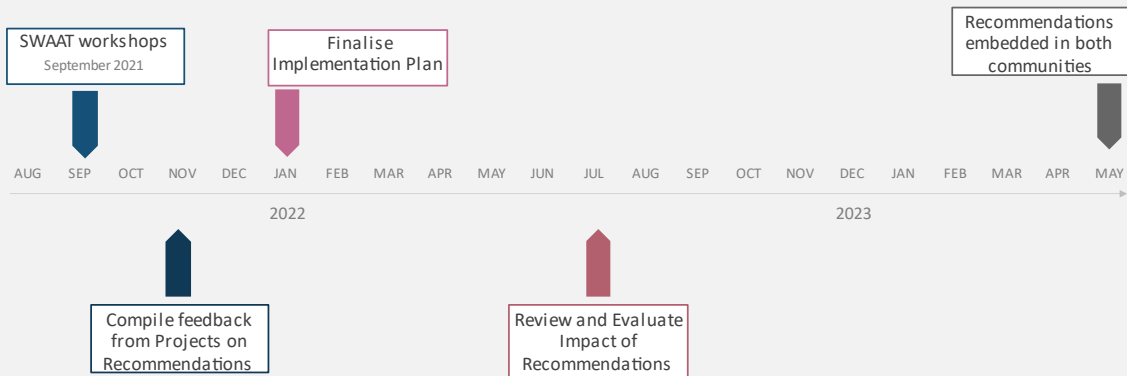 SWAAT workshops
September 2021
Finalise
Implementation Plan
Recommendations
embedded in both
communities
AUG SEP OCT NOV DEC JAN FEB MAR APR MAY JUN JUL AUG SEP OCT NOV DEC JAN FEB MAR APR MAY
2022 2023
Compile feedback
from Projects on
Recommendations
Review and Evaluate
Impact of
Recommendations